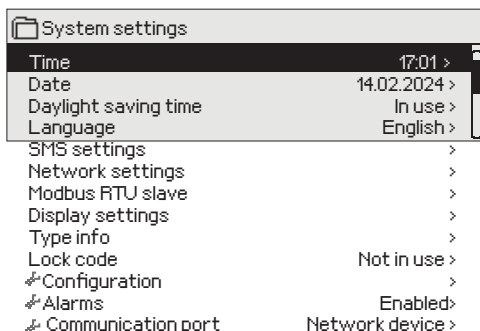 System settings
Time 17:01 >
Date 14.02.2024 >
Daylight saving time In use >
Language English >
SMS settings >
Network settings >
Modbus RTU slave >
Display settings >
Type info >
Lock code Not in use >
Configuration >
Alarms Enabled>
Communication port Network device >